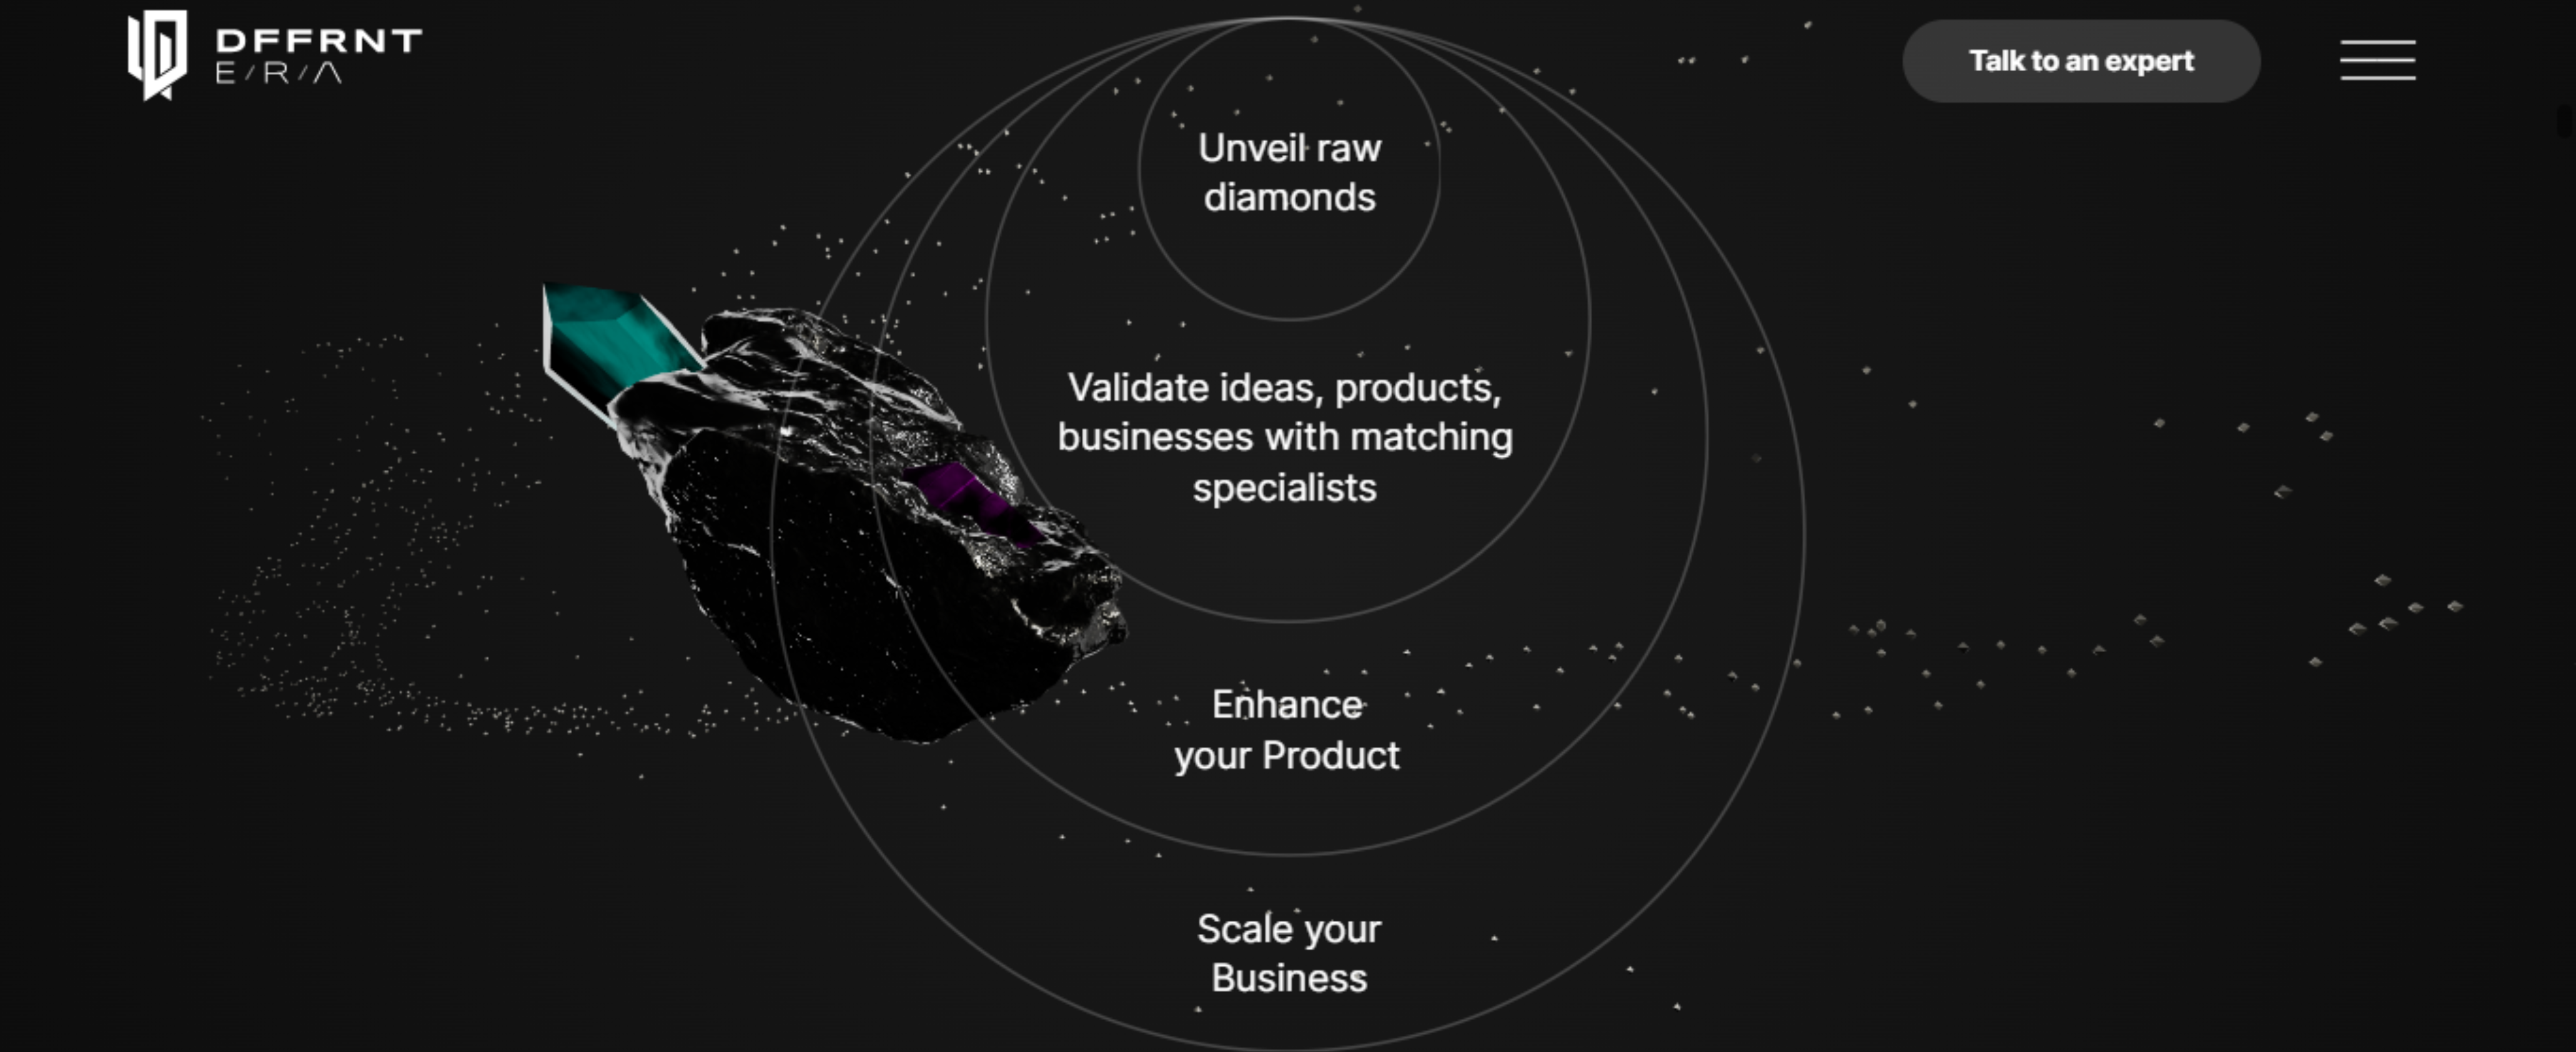 DFFRNT
E/R/Λ
Talk to an expert
Unveil raw
diamonds
Validate ideas, products,
businesses with matching
specialists
Enhance
your Product
Scale your
Business